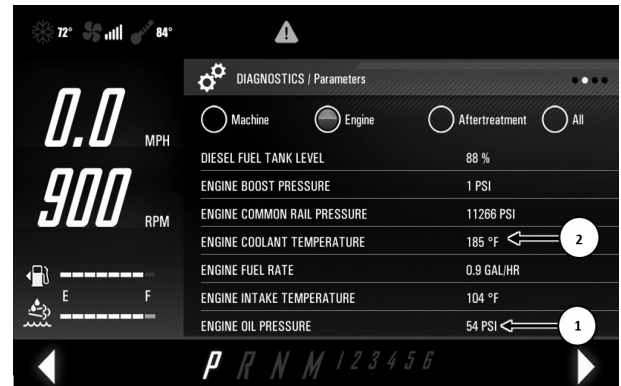 72° 84°
DIAGNOSTICS / Parameters
Machine Engine Aftertreatment All
0.0 MPH
900 RPM
DIESEL FUEL TANK LEVEL 88 %
ENGINE BOOST PRESSURE 1 PSI
ENGINE COMMON RAIL PRESSURE 11266 PSI
ENGINE COOLANT TEMPERATURE 185 °F 2
ENGINE FUEL RATE 0.9 GAL/HR
ENGINE INTAKE TEMPERATURE 104 °F
ENGINE OIL PRESSURE 54 PSI 1
E F
P R N M 1 2 3 4 5 6